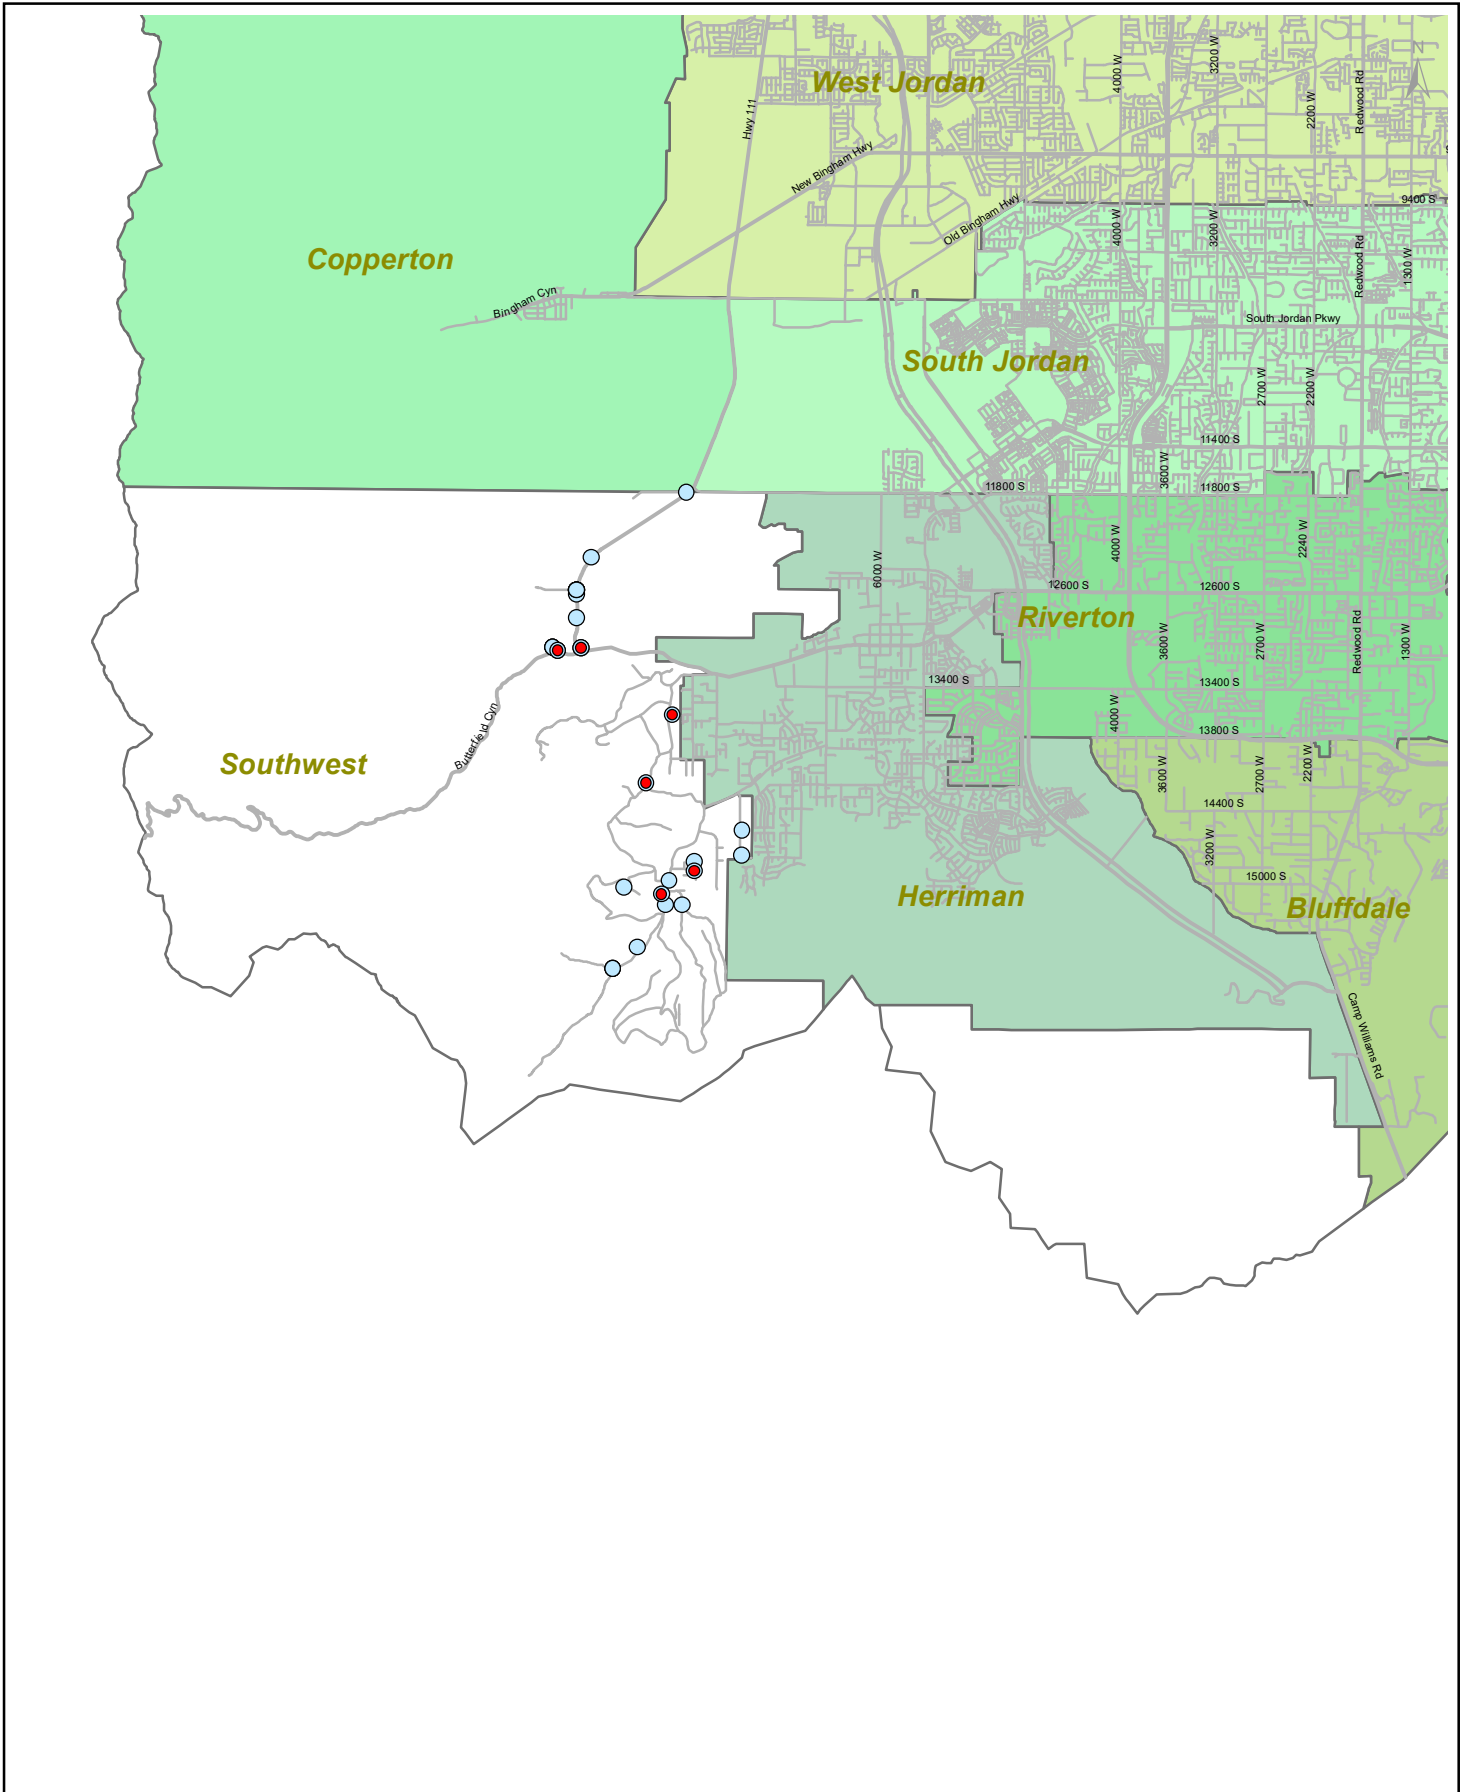 West Jordan
3200 W
4000 W
2200 W
Redwood Rd
N
Hwy 111
New Bingham Hwy
Old Bingham Hwy
9400 S
4000 W
3200 W
Redwood Rd
1300 W
Copperton
Bingham Cyn
South Jordan Pkwy
South Jordan
2700 W
2200 W
11400 S
3600 W
11800 S
11800 S
4000 W
2240 W
6000 W
12600 S
12600 S
Riverton
3600 W
2700 W
Redwood Rd
1300 W
13400 S
13400 S
4000 W
13800 S
Butterfield Cyn
Southwest
3600 W
2700 W
2200 W
14400 S
3200 W
15000 S
Herriman
Bluffdale
Camp Williams Rd